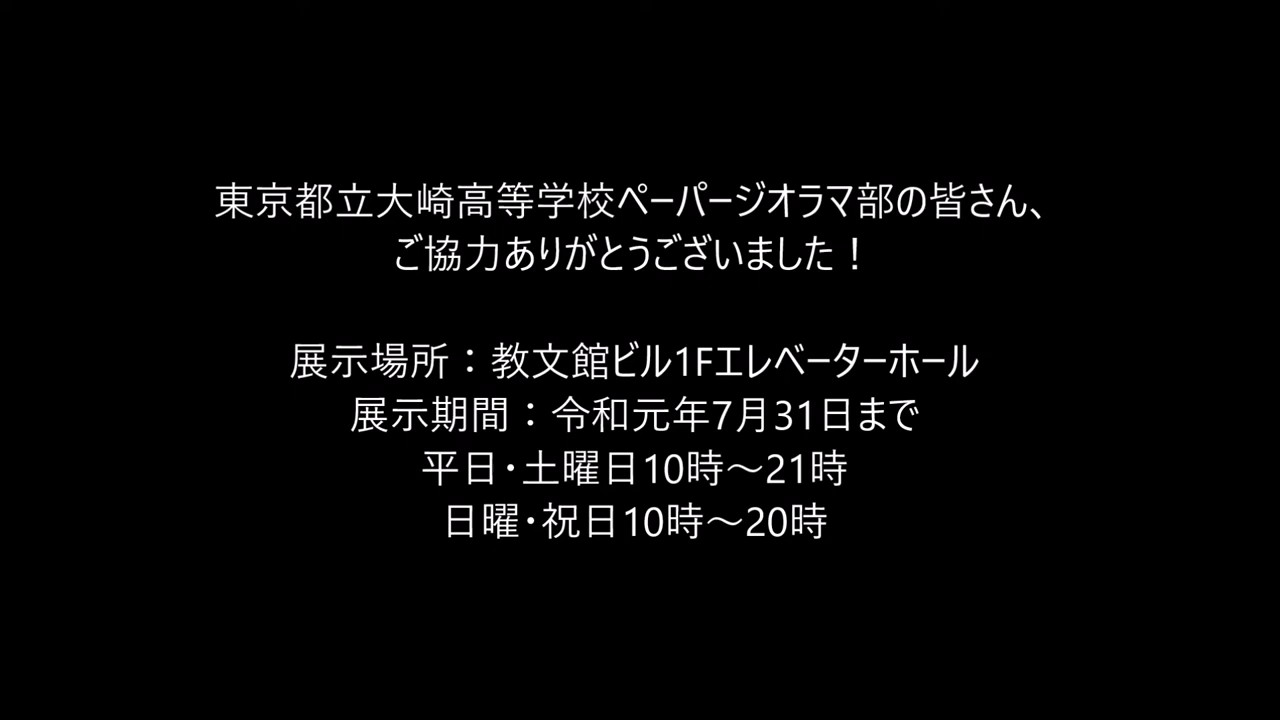 東京都立大崎高等学校ペーパージオラマ部の皆さん、
ご協力ありがとうございました！
展示場所：教文館ビル1Fエレベーターホール
展示期間：令和元年7月31日まで
平日・土曜日10時～21時
日曜・祝日10時～20時